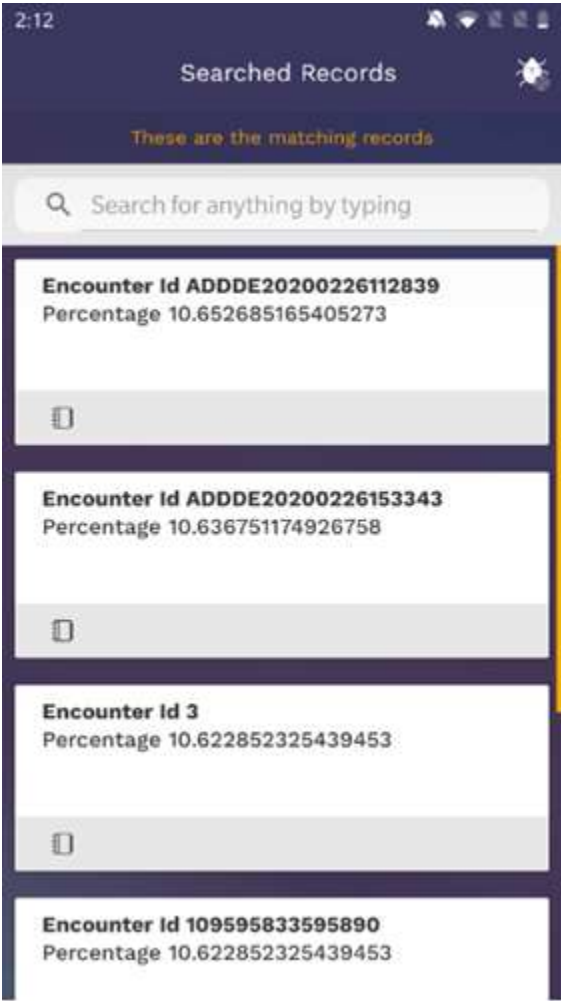 2:12
Searched Records
These are the matching records
Search for anything by typing
Encounter Id ADDDE20200226112839
Percentage 10.652685165405273
Encounter Id ADDDE20200226153343
Percentage 10.636751174926758
Encounter Id 3
Percentage 10.622852325439453
Encounter Id 109595833595890
Percentage 10.622852325439453